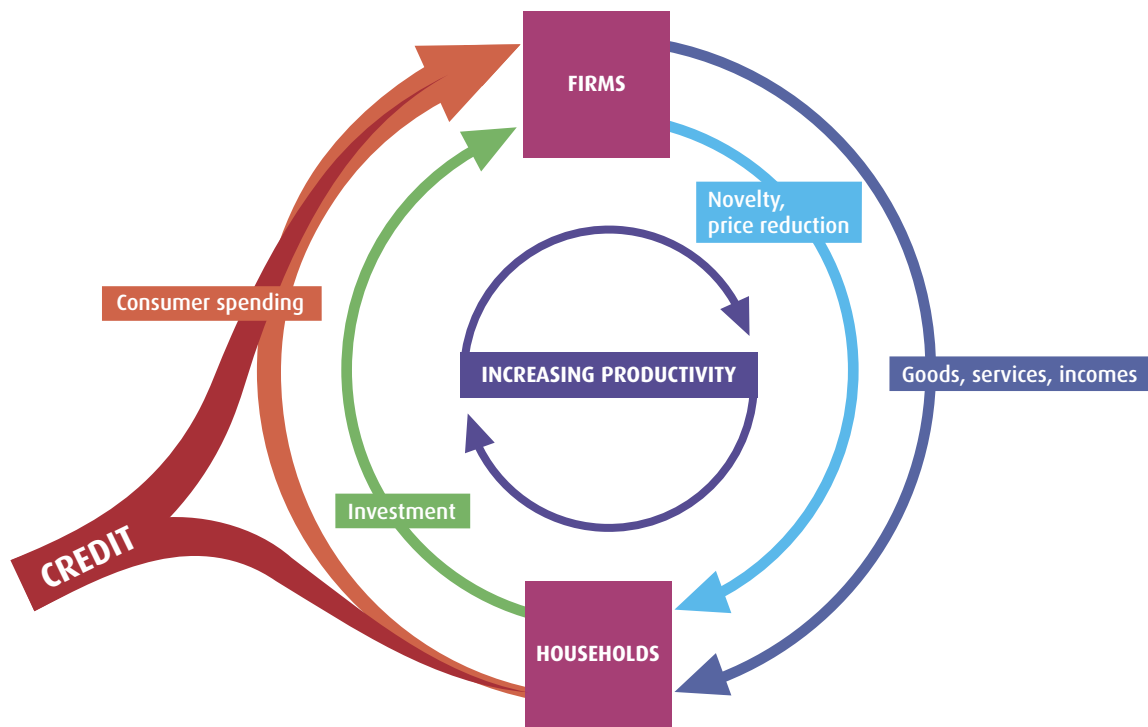 FIRMS
Novelty,
price reduction
Consumer spending
INCREASING PRODUCTIVITY
Goods, services, incomes
Investment
CREDIT
HOUSEHOLDS